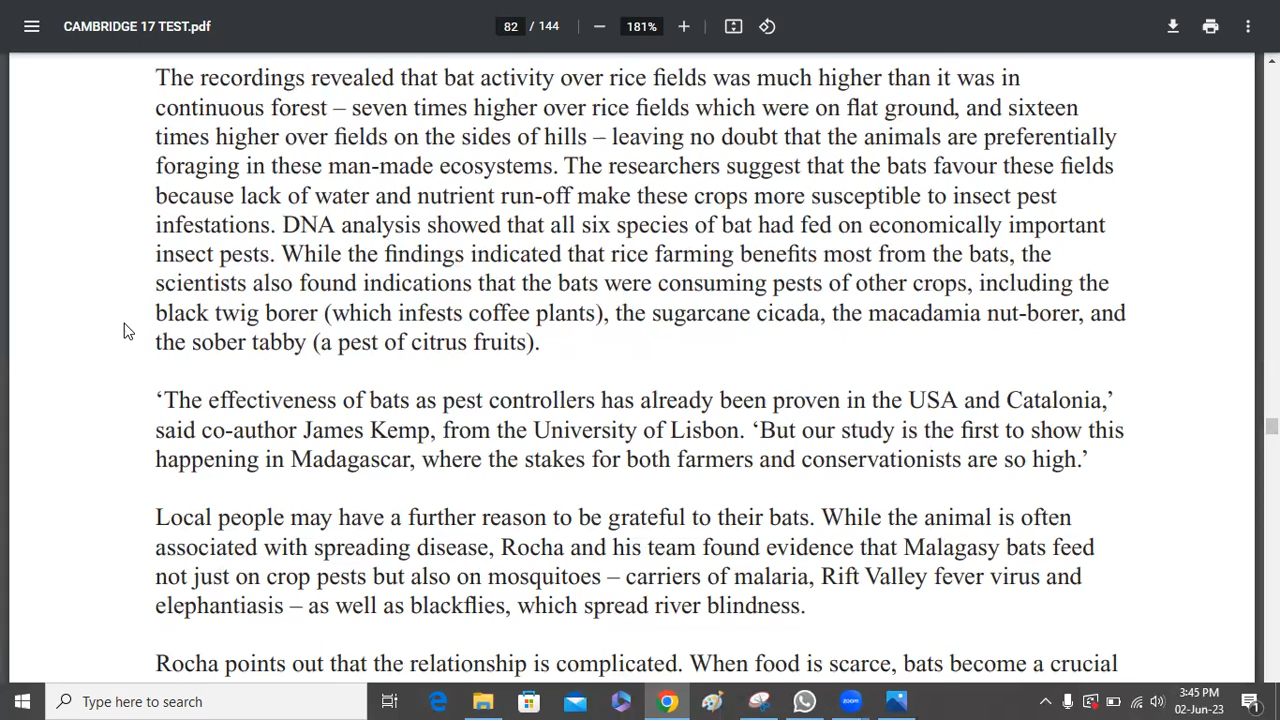 CAMBRIDGE 17 TEST.pdf
82 / 144
181%
The recordings revealed that bat activity over rice fields was much higher than it was in
continuous forest – seven times higher over rice fields which were on flat ground, and sixteen
times higher over fields on the sides of hills – leaving no doubt that the animals are preferentially
foraging in these man-made ecosystems. The researchers suggest that the bats favour these fields
because lack of water and nutrient run-off make these crops more susceptible to insect pest
infestations. DNA analysis showed that all six species of bat had fed on economically important
insect pests. While the findings indicated that rice farming benefits most from the bats, the
scientists also found indications that the bats were consuming pests of other crops, including the
black twig borer (which infests coffee plants), the sugarcane cicada, the macadamia nut-borer, and
the sober tabby (a pest of citrus fruits).
‘The effectiveness of bats as pest controllers has already been proven in the USA and Catalonia,’
said co-author James Kemp, from the University of Lisbon. ‘But our study is the first to show this
happening in Madagascar, where the stakes for both farmers and conservationists are so high.’
Local people may have a further reason to be grateful to their bats. While the animal is often
associated with spreading disease, Rocha and his team found evidence that Malagasy bats feed
not just on crop pests but also on mosquitoes – carriers of malaria, Rift Valley fever virus and
elephantiasis – as well as blackflies, which spread river blindness.
Rocha points out that the relationship is complicated. When food is scarce, bats become a crucial
Type here to search
zoom
3:45 PM
02-Jun-23
1